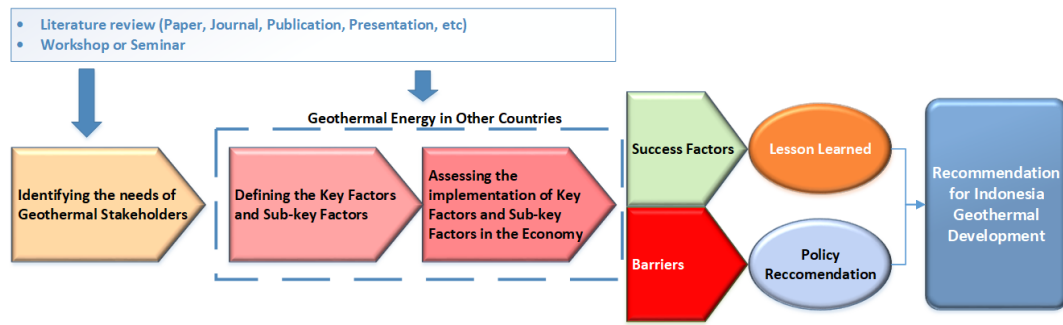 • Literature review (Paper, Journal, Publication, Presentation, etc)
• Workshop or Seminar
Geothermal Energy in Other Countries
Identifying the needs of
Geothermal Stakeholders
Defining the Key Factors
and Sub-key Factors
Assessing the
implementation of Key
Factors and Sub-key
Factors in the Economy
Success Factors
Lesson Learned
Barriers
Policy
Reccomendation
Recommendation
for Indonesia
Geothermal
Development